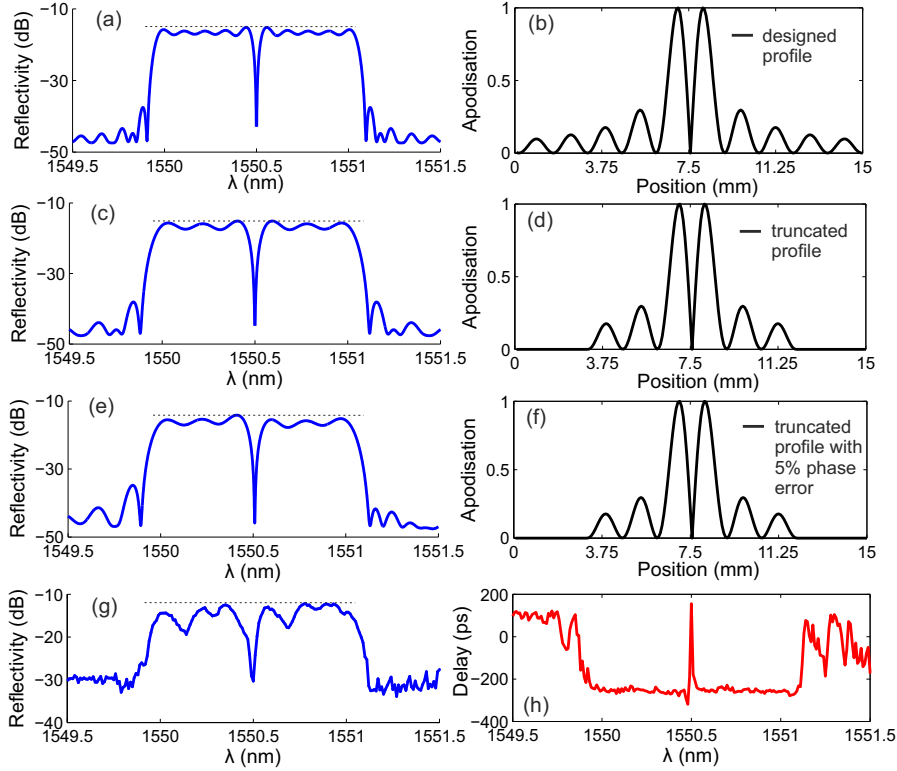 (a)
Reflectivity (dB)
−10
−30
−50
1549.5
1550
1550.5
1551
1551.5
λ (nm)
(b)
designed
profile
Apodisation
1
0.5
0
0
3.75
7.5
11.25
15
Position (mm)
(c)
Reflectivity (dB)
−10
−30
−50
1549.5
1550
1550.5
1551
1551.5
λ (nm)
(d)
truncated
profile
Apodisation
1
0.5
0
0
3.75
7.5
11.25
15
Position (mm)
(e)
Reflectivity (dB)
−10
−30
−50
1549.5
1550
1550.5
1551
1551.5
λ (nm)
(f)
truncated
profile with
5% phase
error
Apodisation
1
0.5
0
0
3.75
7.5
11.25
15
Position (mm)
(g)
Reflectivity (dB)
−10
−20
−30
−40
1549.5
1550
1550.5
1551
1551.5
λ (nm)
(h)
Delay (ps)
200
0
−200
−400
1549.5
1550
1550.5
1551
1551.5
λ (nm)